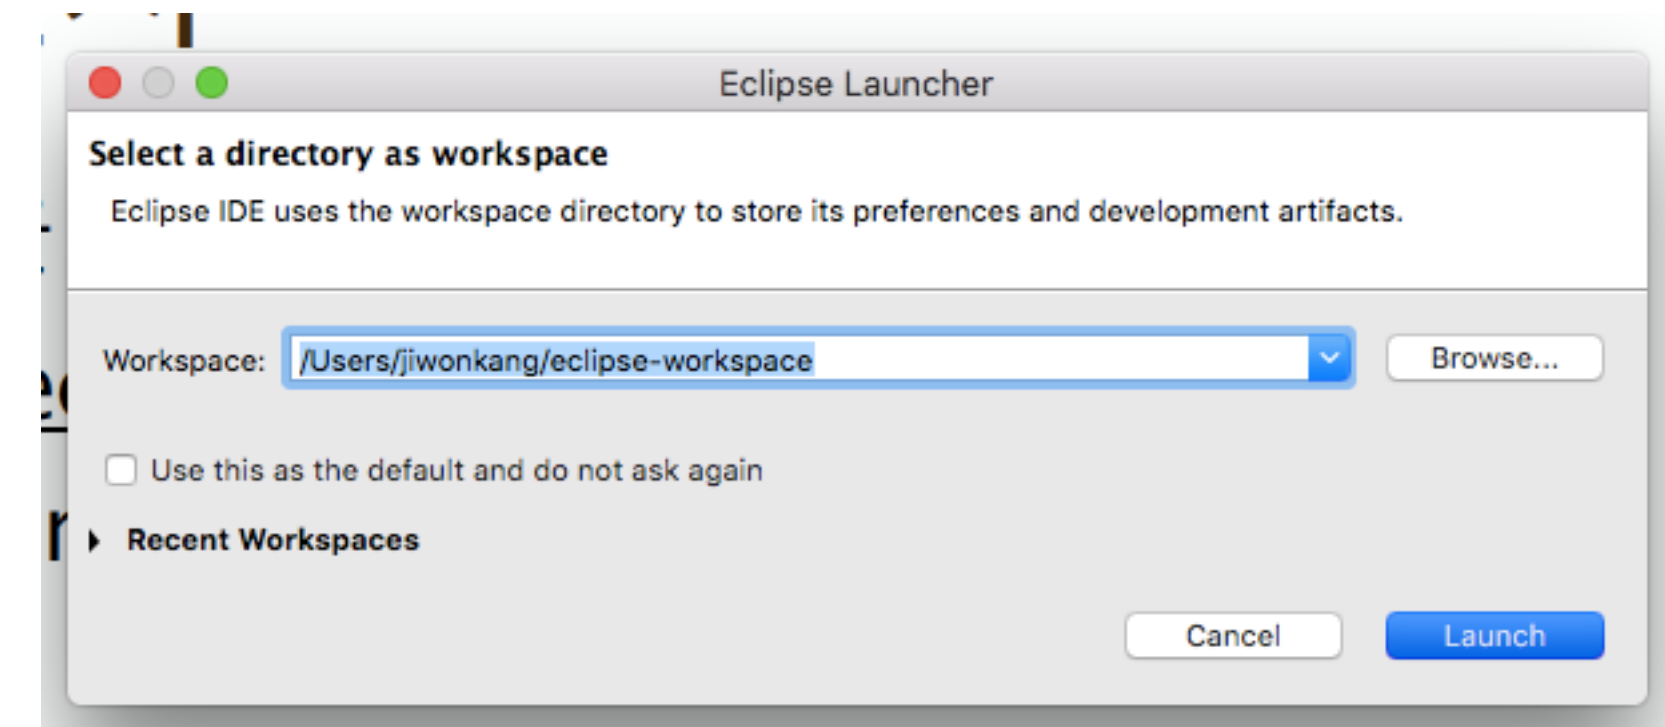 Eclipse Launcher
Select a directory as workspace
Eclipse IDE uses the workspace directory to store its preferences and development artifacts.
Workspace: /Users/jiwonkang/eclipse-workspace Browse...
Use this as the default and do not ask again
Recent Workspaces
Cancel Launch